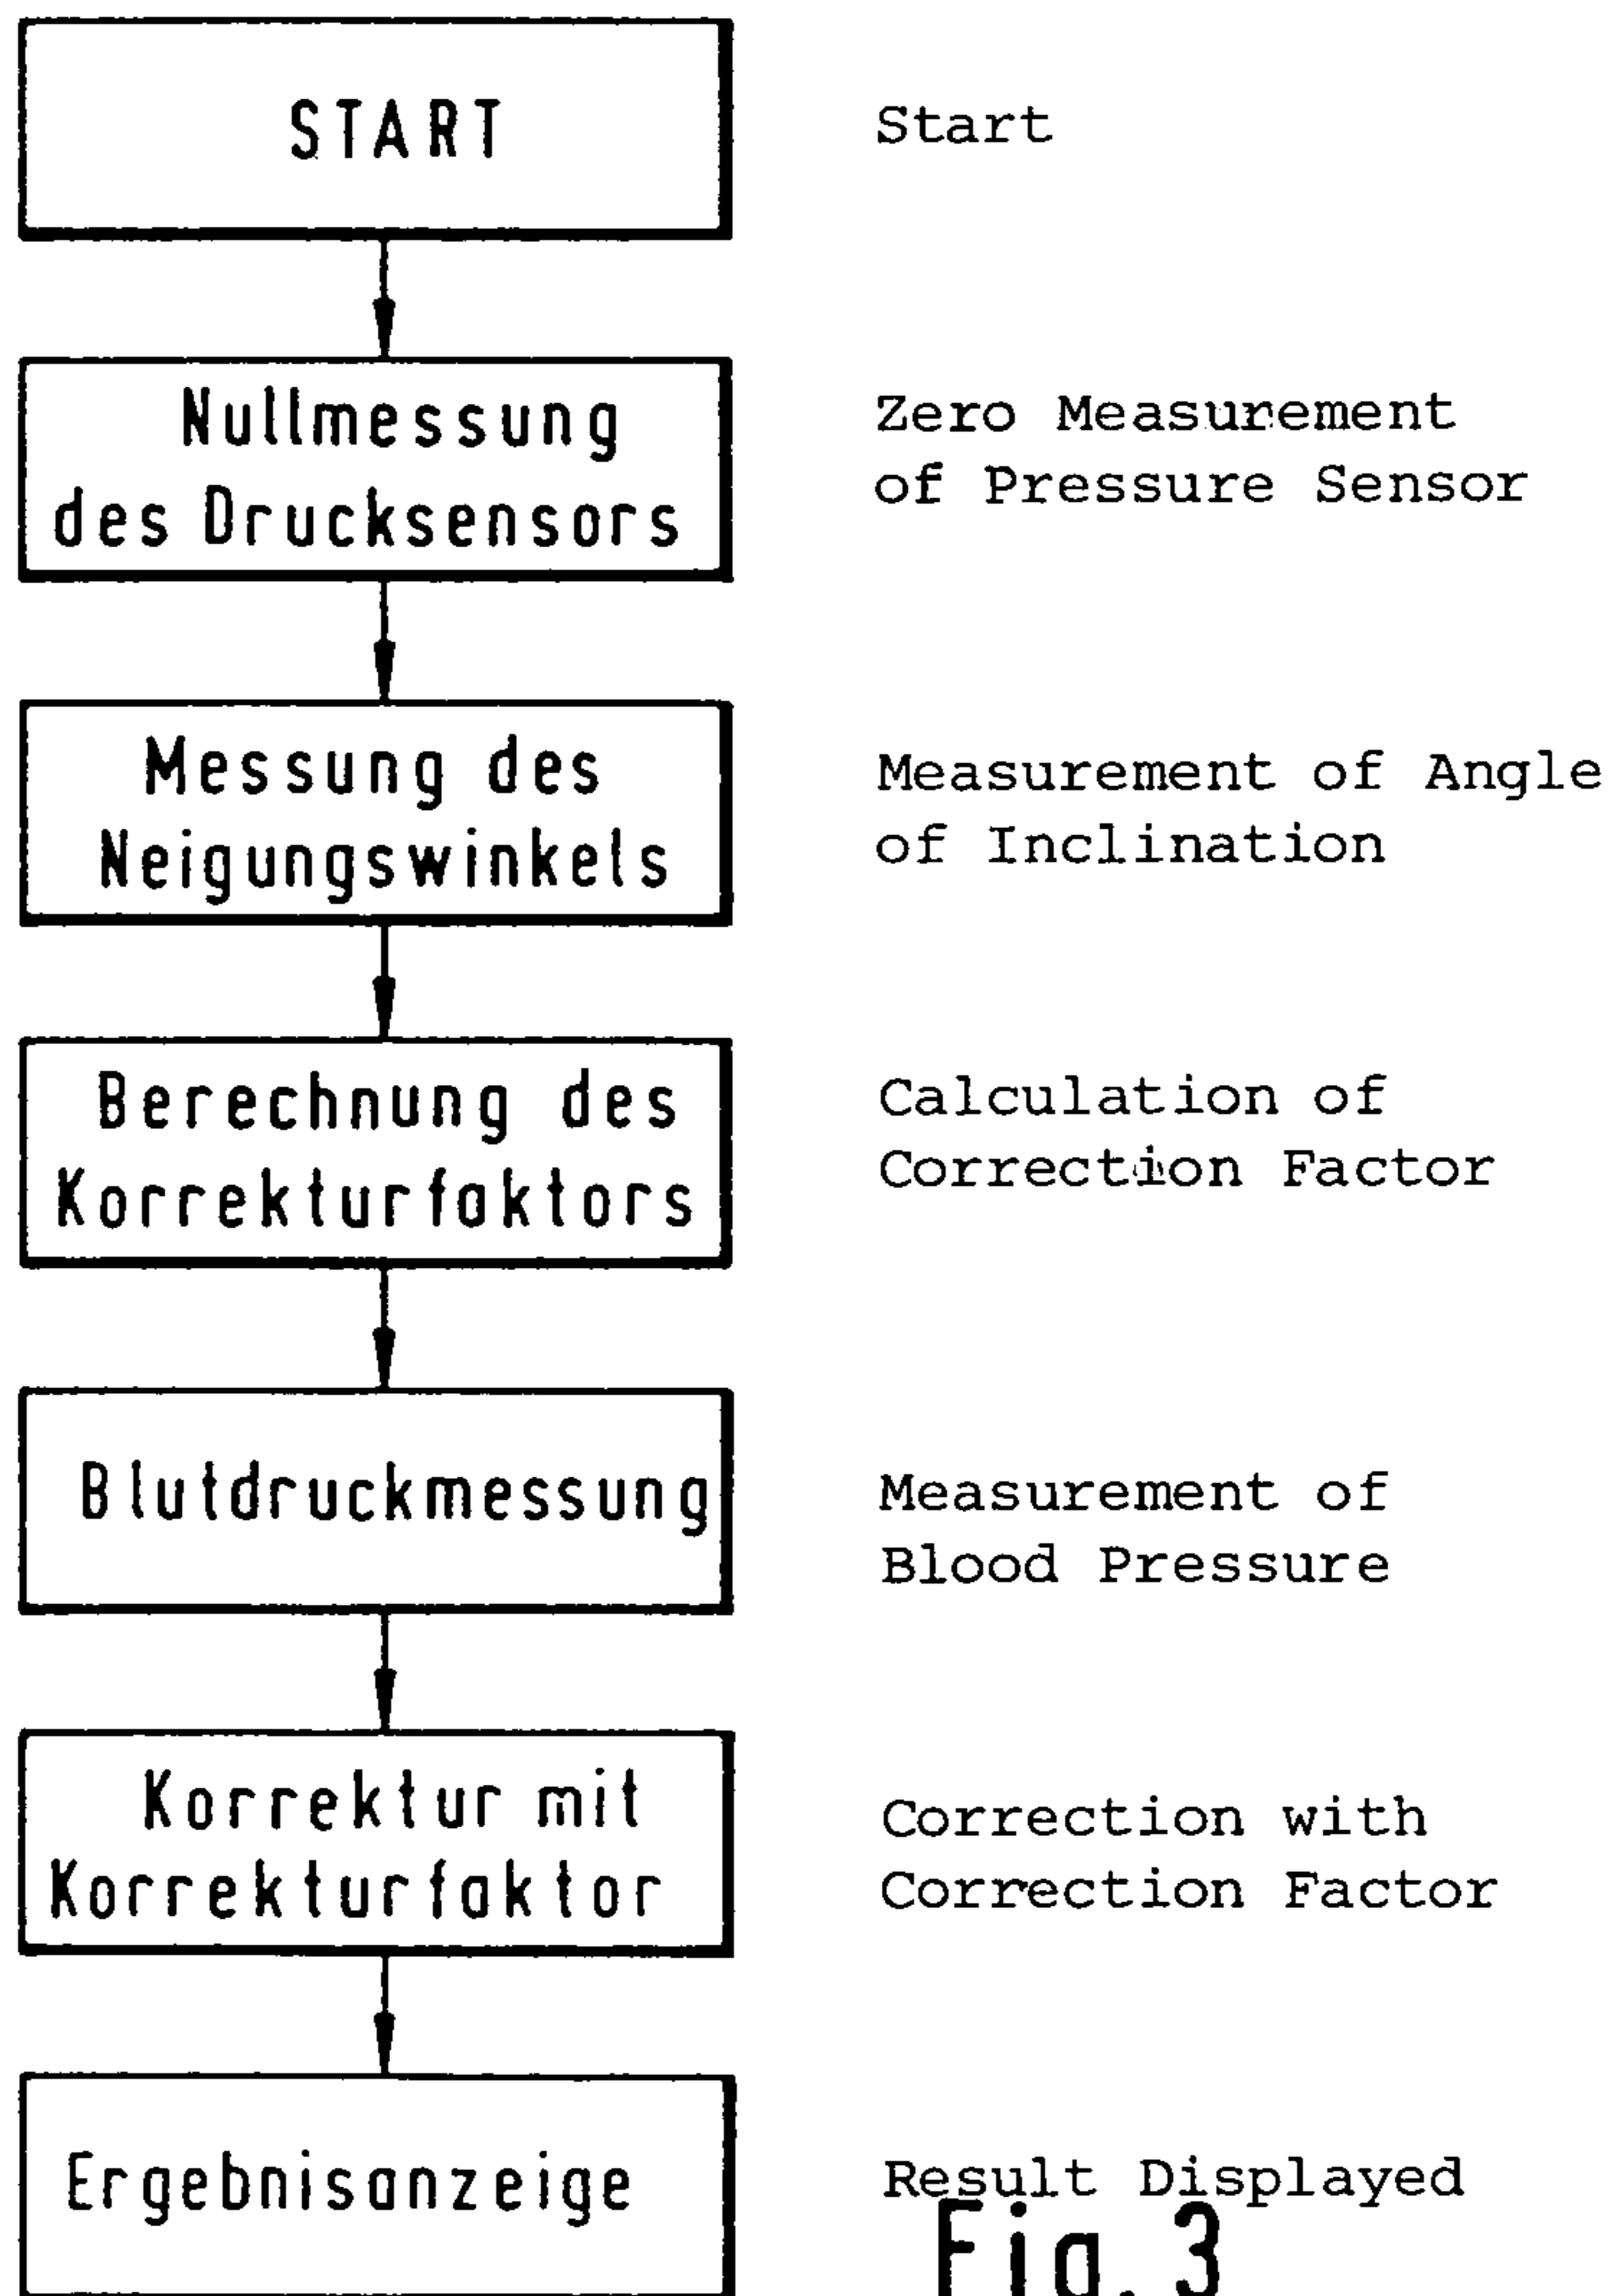 START
Start
Nullmessung
des Drucksensors
Zero Measurement
of Pressure Sensor
Messung des
Neigungswinkels
Measurement of Angle
of Inclination
Berechnung des
Korrekturfaktors
Calculation of
Correction Factor
Blutdruckmessung
Measurement of
Blood Pressure
Korrektur mit
Korrekturfaktor
Correction with
Correction Factor
Ergebnisanzeige
Result Displayed
Fig. 3